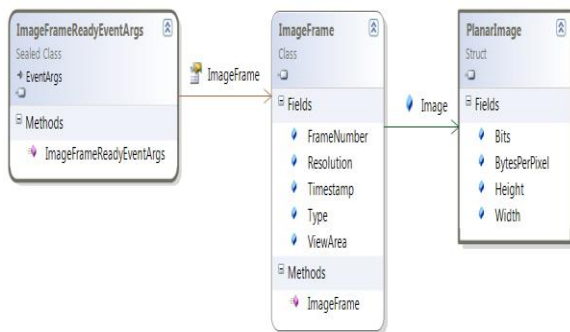 ImageFrameReadyEventArgs
Sealed Class
EventArgs
Methods
ImageFrameReadyEventArgs
ImageFrame
ImageFrame
Class
Fields
FrameNumber
Resolution
Timestamp
Type
ViewArea
Methods
ImageFrame
Image
PlanarImage
Struct
Fields
Bits
BytesPerPixel
Height
Width